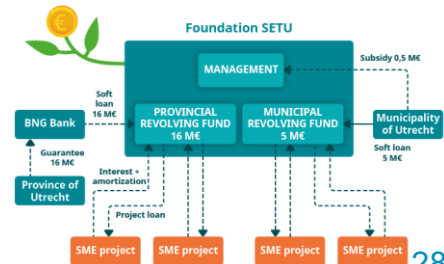 Foundation SETU
MANAGEMENT
Subsidy 0,5 M€
Soft
loan
16 M€
BNG Bank
PROVINCIAL
REVOLVING FUND
16 M€
MUNICIPAL
REVOLVING FUND
5 M€
Municipality
of Utrecht
Guarantee
16 M€
Soft loan
5 M€
Interest +
amortization
Province of
Utrecht
Project loan
SME project
SME project
SME project
SME project
28